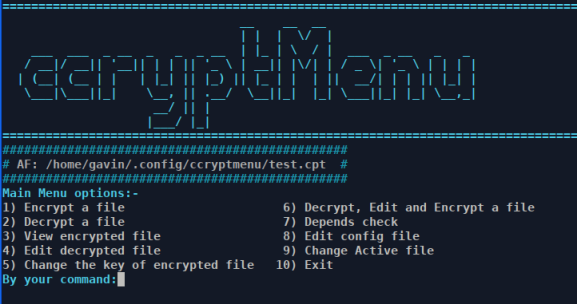 ccryptMenu
# AF: /home/gavin/.config/ccryptmenu/test.cpt #
Main Menu options:-
1) Encrypt a file 6) Decrypt, Edit and Encrypt a file
2) Decrypt a file 7) Depends check
3) View encrypted file 8) Edit config file
4) Edit decrypted file 9) Change Active file
5) Change the key of encrypted file 10) Exit
By your command: